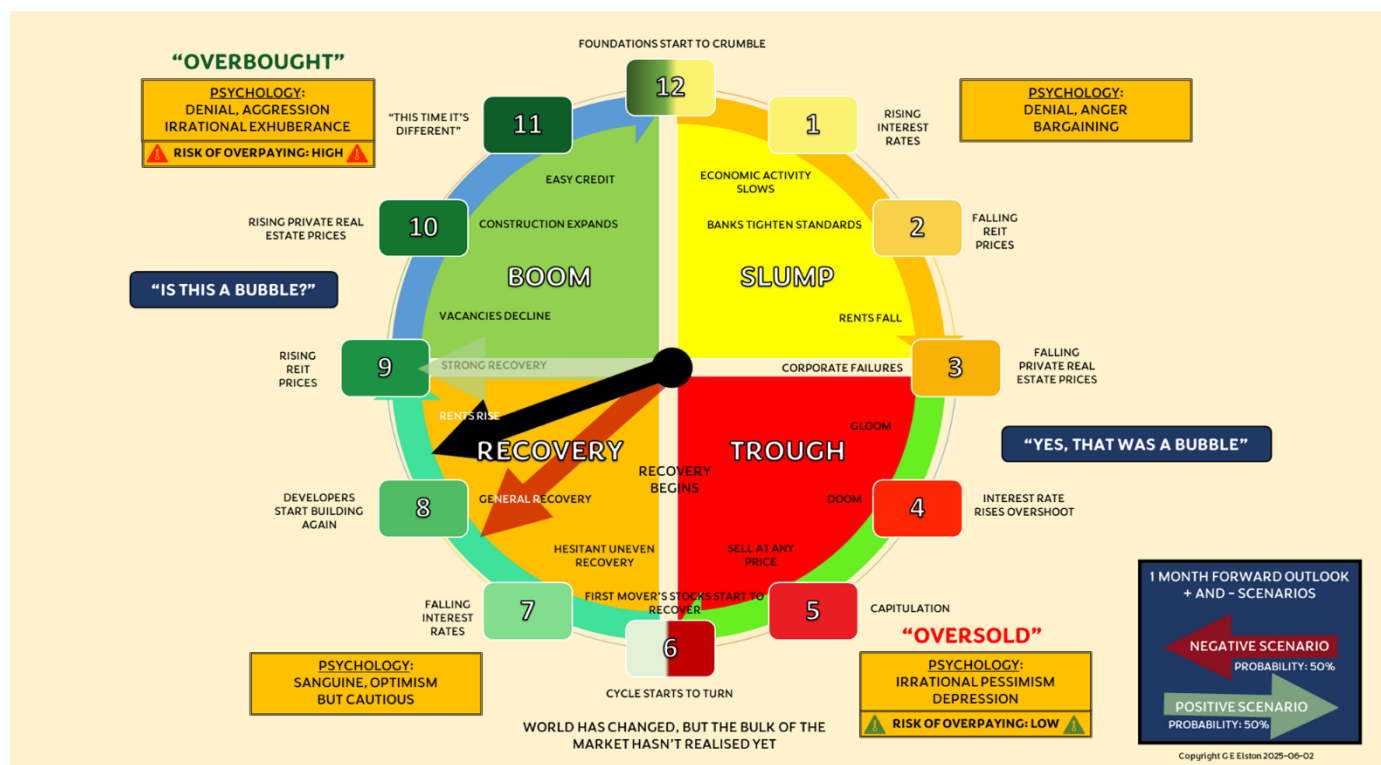 FOUNDATIONS START TO CRUMBLE
12
"OVERBOUGHT"
PSYCHOLOGY:
DENIAL, AGGRESSION
IRRATIONAL EXHUBERANCE
RISK OF OVERPAYING: HIGH
"THIS TIME IT'S
DIFFERENT"
11
1
RISING
INTEREST
RATES
PSYCHOLOGY:
DENIAL, ANGER
BARGAINING
EASY CREDIT
ECONOMIC ACTIVITY
SLOWS
RISING PRIVATE REAL
ESTATE PRICES
10
CONSTRUCTION EXPANDS
BANKS TIGHTEN STANDARDS
2
FALLING
REIT
PRICES
BOOM
SLUMP
"IS THIS A BUBBLE?"
VACANCIES DECLINE
RENTS FALL
RISING
REIT
PRICES
9
STRONG RECOVERY
CORPORATE FAILURES
3
FALLING
PRIVATE REAL
ESTATE PRICES
RENTS RISE
GLOOM
RECOVERY
TROUGH
"YES, THAT WAS A BUBBLE"
RECOVERY
BEGINS
DEVELOPERS
START BUILDING
AGAIN
8
GENERAL RECOVERY
DOOM
4
INTEREST RATE
RISES OVERSHOOT
HESITANT UNEVEN
RECOVERY
SELL AT ANY
PRICE
FALLING
INTEREST
RATES
7
FIRST MOVER'S STOCKS START TO
RECOVER
5
CAPITULATION
6
CYCLE STARTS TO TURN
PSYCHOLOGY:
SANGUINE, OPTIMISM
BUT CAUTIOUS
"OVERSOLD"
PSYCHOLOGY:
IRRATIONAL PESSIMISM
DEPRESSION
RISK OF OVERPAYING: LOW
WORLD HAS CHANGED, BUT THE BULK OF THE
MARKET HASN'T REALISED YET
1 MONTH FORWARD OUTLOOK
+ AND - SCENARIOS
NEGATIVE SCENARIO
PROBABILITY: 50%
POSITIVE SCENARIO
PROBABILITY: 50%
Copyright G E Elston 2025-06-02